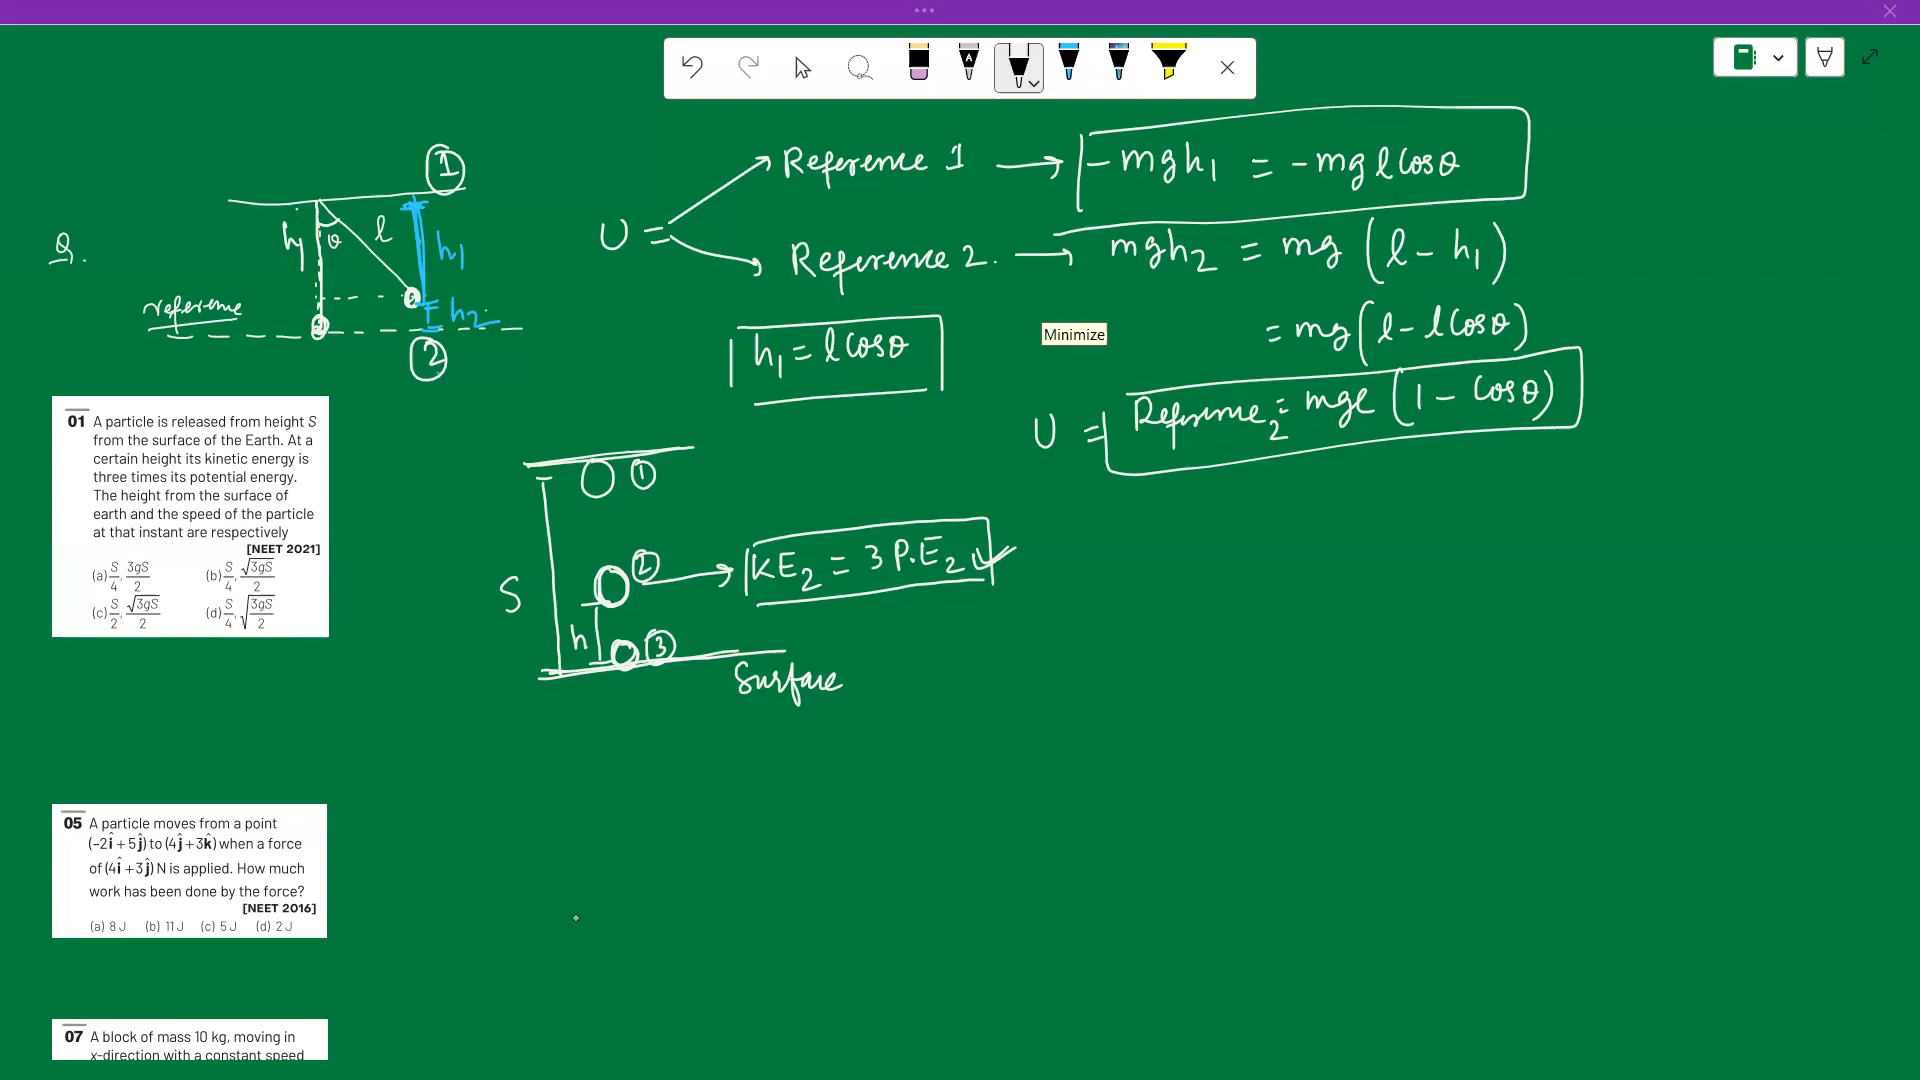 ①
Reference 1 → -mgh₁ = -mglcosθ
Q.
h₁ θ l h₁
U =
Reference 2. → mgh₂ = mg (l - h₁)
reference
h₂
②
h₁ = lcosθ
Minimize
= mg (l - lcosθ)
U = Reference 2 = mgl (1 - cosθ)
01 A particle is released from height S
from the surface of the Earth. At a
certain height its kinetic energy is
three times its potential energy.
The height from the surface of
earth and the speed of the particle
at that instant are respectively
[NEET 2021]
(a) S/4, 3gS/2 (b) S/4, √3gS/2
(c) S/2, √3gS/2 (d) S/4, √(3gS/2)
①
②
KE₂ = 3 P.E₂
S
h
③
Surface
05 A particle moves from a point
(-2î + 5ĵ) to (4ĵ + 3k̂) when a force
of (4î + 3ĵ) N is applied. How much
work has been done by the force?
[NEET 2016]
(a) 8 J (b) 11 J (c) 5 J (d) 2 J
07 A block of mass 10 kg, moving in
x-direction with a constant speed